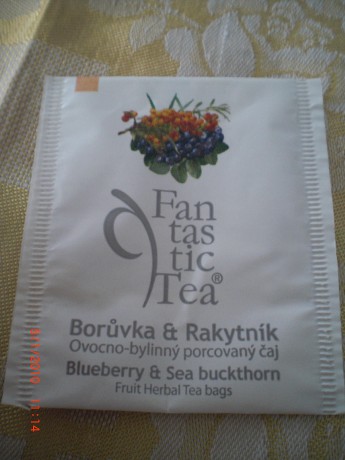 Fan
tas
tic
Tea®
Borůvka & Rakytník
Ovocno-bylinný porcovaný čaj
Blueberry & Sea buckthorn
Fruit Herbal Tea bags